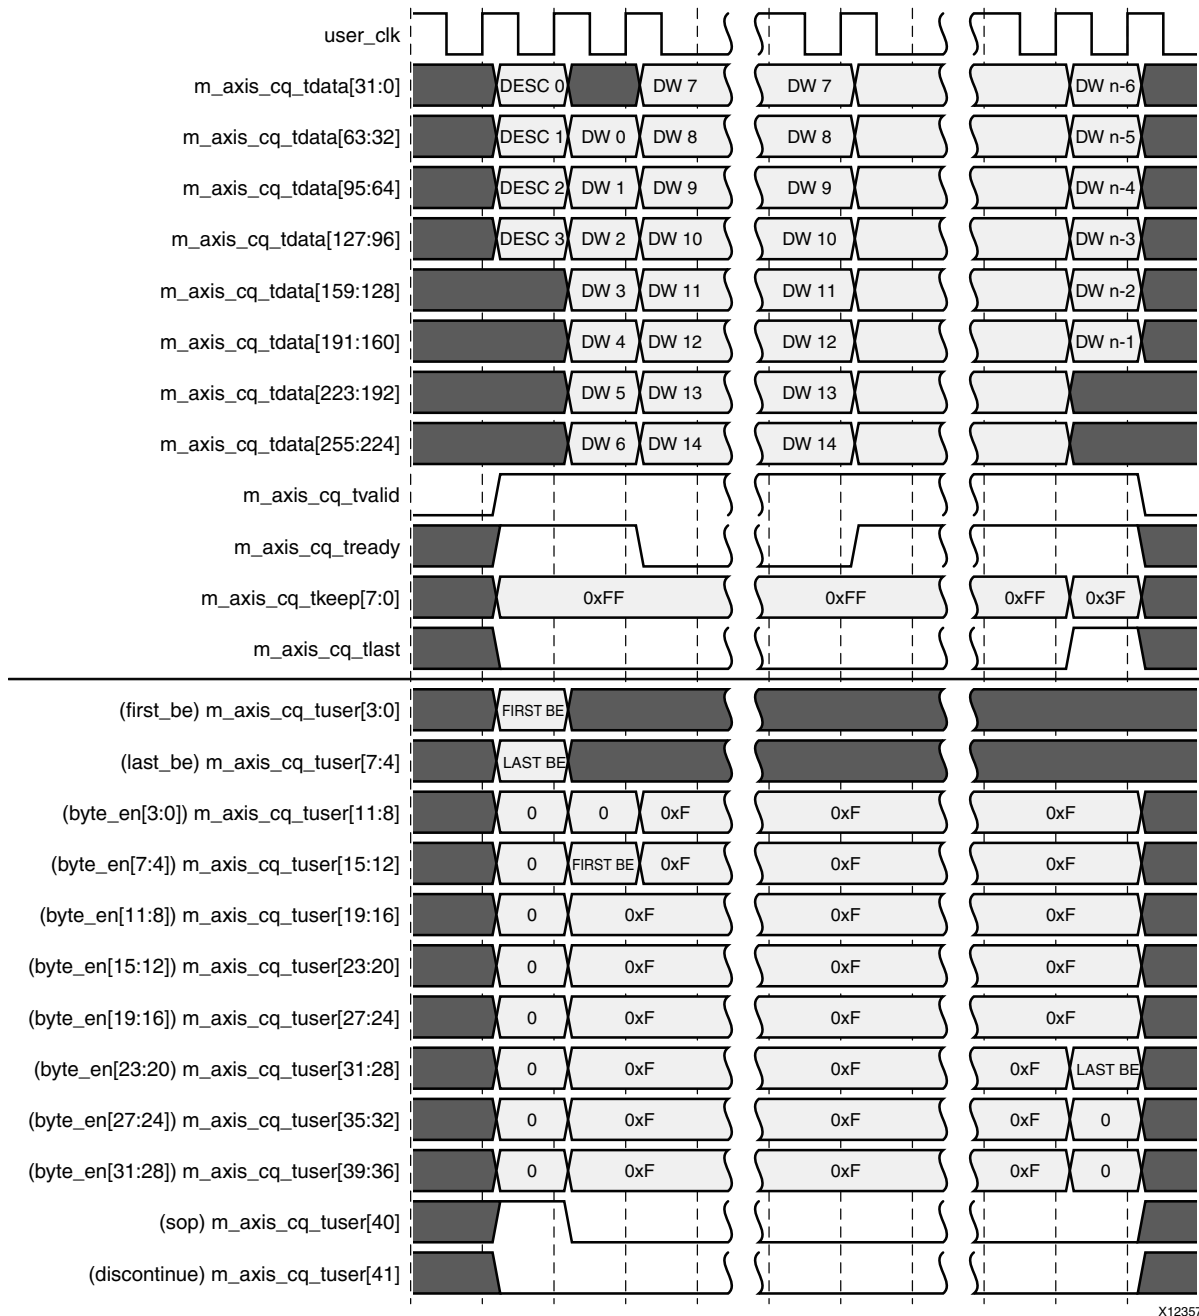 user_clk
m_axis_cq_tdata[31:0] DESC 0 DW 7 DW 7 DW n-6
m_axis_cq_tdata[63:32] DESC 1 DW 0 DW 8 DW 8 DW n-5
m_axis_cq_tdata[95:64] DESC 2 DW 1 DW 9 DW 9 DW n-4
m_axis_cq_tdata[127:96] DESC 3 DW 2 DW 10 DW 10 DW n-3
m_axis_cq_tdata[159:128] DW 3 DW 11 DW 11 DW n-2
m_axis_cq_tdata[191:160] DW 4 DW 12 DW 12 DW n-1
m_axis_cq_tdata[223:192] DW 5 DW 13 DW 13
m_axis_cq_tdata[255:224] DW 6 DW 14 DW 14
m_axis_cq_tvalid
m_axis_cq_tready
m_axis_cq_tkeep[7:0] 0xFF 0xFF 0xFF 0x3F
m_axis_cq_tlast
(first_be) m_axis_cq_tuser[3:0] FIRST BE
(last_be) m_axis_cq_tuser[7:4] LAST BE
(byte_en[3:0]) m_axis_cq_tuser[11:8] 0 0 0xF 0xF 0xF
(byte_en[7:4]) m_axis_cq_tuser[15:12] 0 FIRST BE 0xF 0xF 0xF
(byte_en[11:8]) m_axis_cq_tuser[19:16] 0 0xF 0xF 0xF
(byte_en[15:12]) m_axis_cq_tuser[23:20] 0 0xF 0xF 0xF
(byte_en[19:16]) m_axis_cq_tuser[27:24] 0 0xF 0xF 0xF
(byte_en[23:20) m_axis_cq_tuser[31:28] 0 0xF 0xF 0xF LAST BE
(byte_en[27:24]) m_axis_cq_tuser[35:32] 0 0xF 0xF 0xF 0
(byte_en[31:28]) m_axis_cq_tuser[39:36] 0 0xF 0xF 0xF 0
(sop) m_axis_cq_tuser[40]
(discontinue) m_axis_cq_tuser[41]
X12357